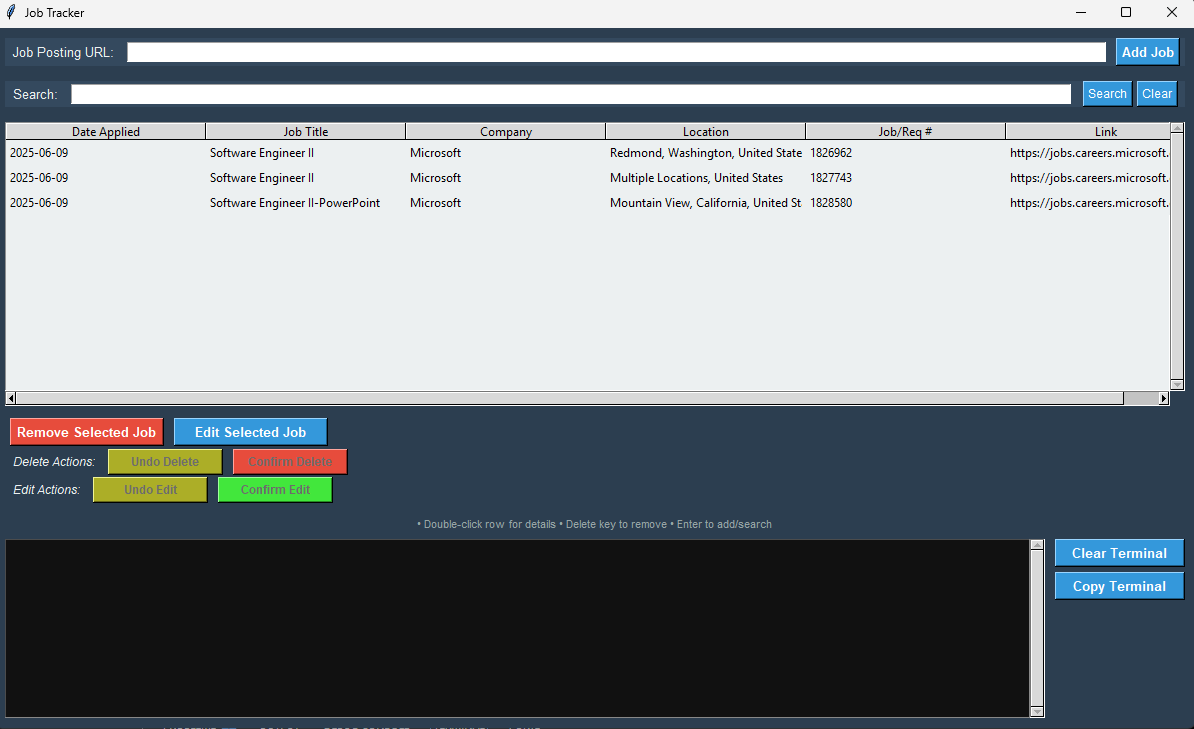 Job Tracker
Job Posting URL: Add Job
Search: Search Clear
Date Applied Job Title Company Location Job/Req # Link
2025-06-09 Software Engineer II Microsoft Redmond, Washington, United State 1826962 https://jobs.careers.microsoft.
2025-06-09 Software Engineer II Microsoft Multiple Locations, United States 1827743 https://jobs.careers.microsoft.
2025-06-09 Software Engineer II-PowerPoint Microsoft Mountain View, California, United St 1828580 https://jobs.careers.microsoft.
Remove Selected Job Edit Selected Job
Delete Actions: Undo Delete Confirm Delete
Edit Actions: Undo Edit Confirm Edit
• Double-click row for details • Delete key to remove • Enter to add/search
Clear Terminal
Copy Terminal